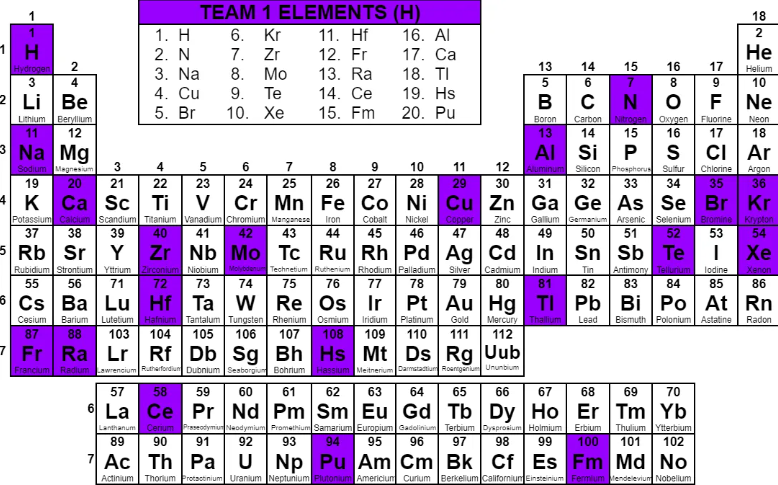 TEAM 1 ELEMENTS (H)
1. H 6. Kr 11. Hf 16. Al
2. N 7. Zr 12. Fr 17. Ca
3. Na 8. Mo 13. Ra 18. Tl
4. Cu 9. Te 14. Ce 19. Hs
5. Br 10. Xe 15. Fm 20. Pu
1 18
1 2
1 H He
Hydrogen Helium
2 13 14 15 16 17
3 4 5 6 7 8 9 10
2 Li Be B C N O F Ne
Lithium Beryllium Boron Carbon Nitrogen Oxygen Fluorine Neon
11 12 13 14 15 16 17 18
3 Na Mg Al Si P S Cl Ar
Sodium Magnesium Aluminum Silicon Phosphorus Sulfur Chlorine Argon
3 4 5 6 7 8 9 10 11 12
19 20 21 22 23 24 25 26 27 28 29 30 31 32 33 34 35 36
4 K Ca Sc Ti V Cr Mn Fe Co Ni Cu Zn Ga Ge As Se Br Kr
Potassium Calcium Scandium Titanium Vanadium Chromium Manganese Iron Cobalt Nickel Copper Zinc Gallium Germanium Arsenic Selenium Bromine Krypton
37 38 39 40 41 42 43 44 45 46 47 48 49 50 51 52 53 54
5 Rb Sr Y Zr Nb Mo Tc Ru Rh Pd Ag Cd In Sn Sb Te I Xe
Rubidium Strontium Yttrium Zirconium Niobium Molybdenum Technetium Ruthenium Rhodium Palladium Silver Cadmium Indium Tin Antimony Tellurium Iodine Xenon
55 56 71 72 73 74 75 76 77 78 79 80 81 82 83 84 85 86
6 Cs Ba Lu Hf Ta W Re Os Ir Pt Au Hg Tl Pb Bi Po At Rn
Cesium Barium Lutetium Hafnium Tantalum Tungsten Rhenium Osmium Iridium Platinum Gold Mercury Thallium Lead Bismuth Polonium Astatine Radon
87 88 103 104 105 106 107 108 109 110 111 112
7 Fr Ra Lr Rf Db Sg Bh Hs Mt Ds Rg Uub
Francium Radium Lawrencium Rutherfordium Dubnium Seaborgium Bohrium Hassium Meitnerium Darmstadtium Roentgenium Ununbium
57 58 59 60 61 62 63 64 65 66 67 68 69 70
6 La Ce Pr Nd Pm Sm Eu Gd Tb Dy Ho Er Tm Yb
Lanthanum Cerium Praseodymium Neodymium Promethium Samarium Europium Gadolinium Terbium Dysprosium Holmium Erbium Thulium Ytterbium
89 90 91 92 93 94 95 96 97 98 99 100 101 102
7 Ac Th Pa U Np Pu Am Cm Bk Cf Es Fm Md No
Actinium Thorium Protactinium Uranium Neptunium Plutonium Americium Curium Berkelium Californium Einsteinium Fermium Mendelevium Nobelium